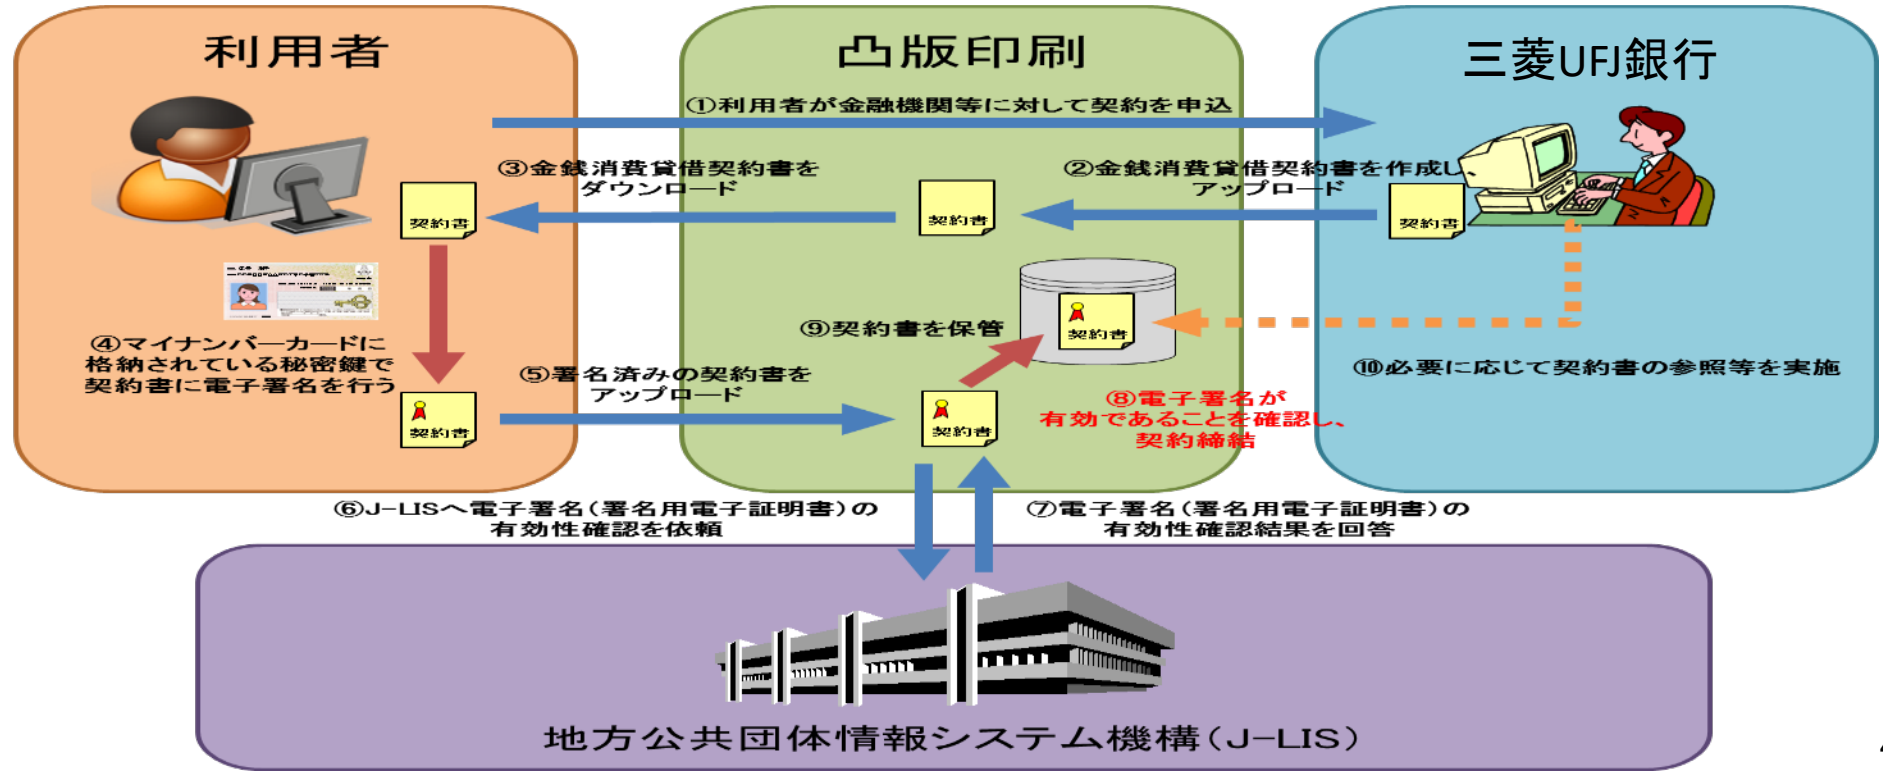 利用者
凸版印刷
三菱UFJ銀行
①利用者が金融機関等に対して契約を申込
③金銭消費貸借契約書を
ダウンロード
②金銭消費貸借契約書を作成し
アップロード
契約書
契約書
契約書
④マイナンバーカードに
格納されている秘密鍵で
契約書に電子署名を行う
契約書
⑤署名済みの契約書を
アップロード
契約書
⑨契約書を保管
契約書
⑧電子署名が
有効であることを確認し、
契約締結
⑩必要に応じて契約書の参照等を実施
⑥J-LISへ電子署名(署名用電子証明書)の
有効性確認を依頼
⑦電子署名(署名用電子証明書)の
有効性確認結果を回答
地方公共団体情報システム機構(J-LIS)